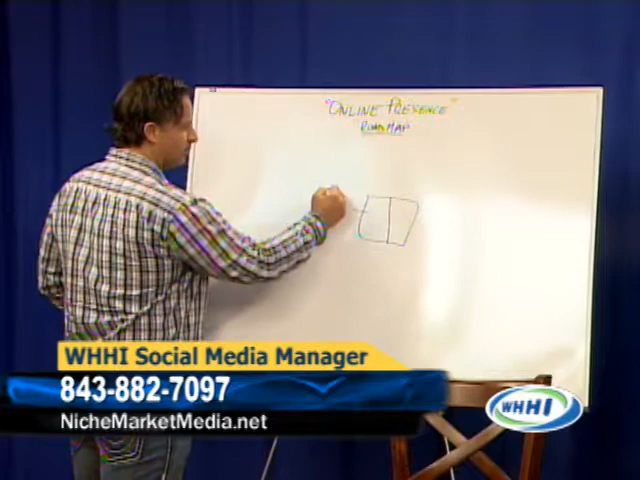 "ONLINE PRESENCE"
ROADMAP
WHHI Social Media Manager
843-882-7097
NicheMarketMedia.net
WHHI